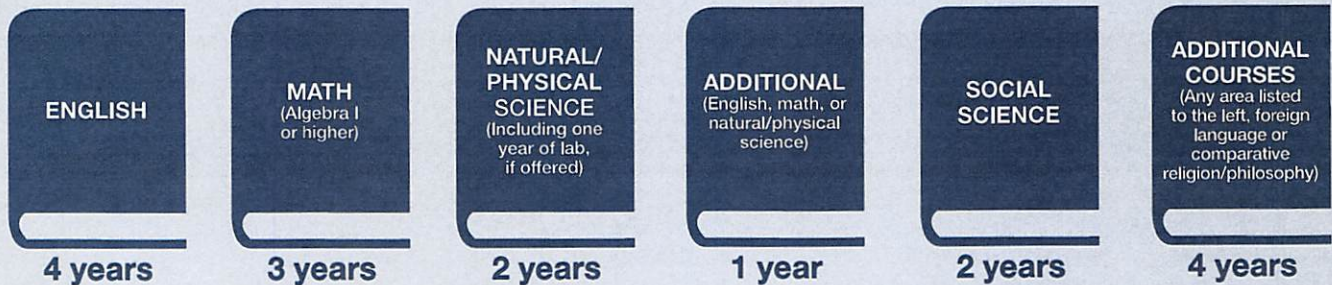 ENGLISH
4 years
MATH
(Algebra I
or higher)
3 years
NATURAL/
PHYSICAL
SCIENCE
(Including one
year of lab,
if offered)
2 years
ADDITIONAL
(English, math, or
natural/physical
science)
1 year
SOCIAL
SCIENCE
2 years
ADDITIONAL
COURSES
(Any area listed
to the left, foreign
language or
comparative
religion/philosophy)
4 years